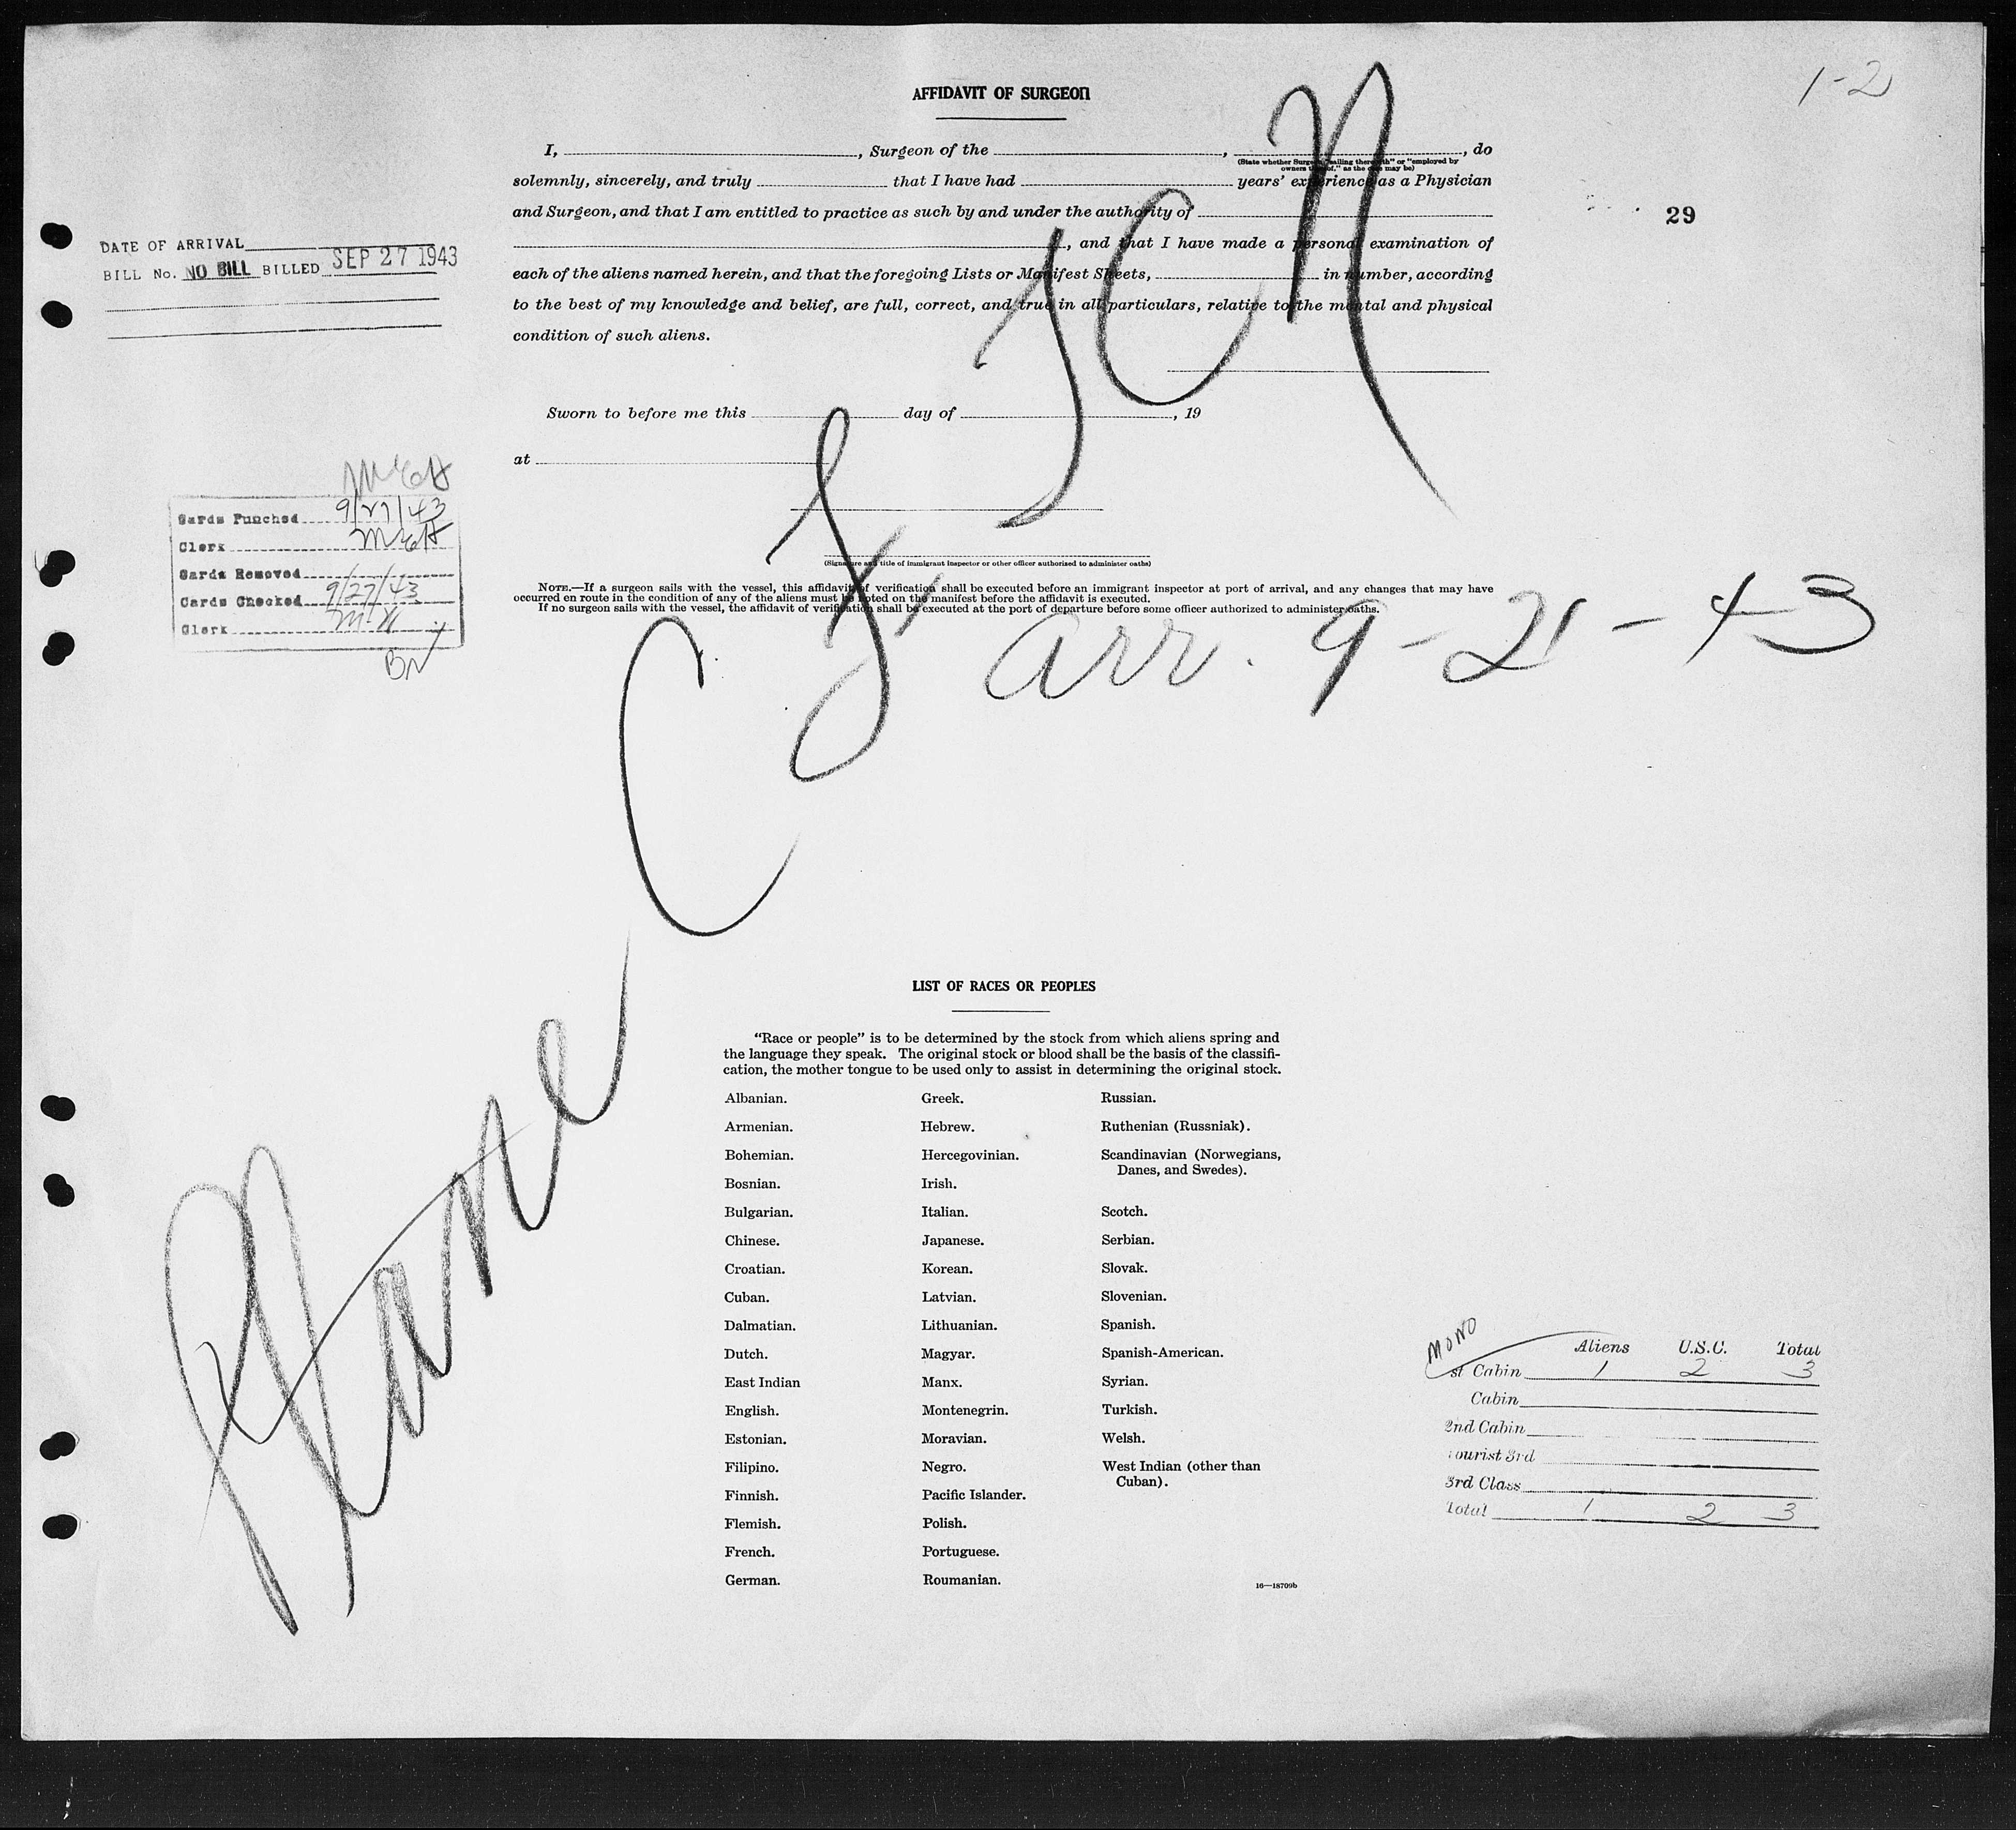 1-2
AFFIDAVIT OF SURGEON
I, , Surgeon of the , , do
(State whether Surgeon "sailing therewith" or "employed by
owners thereof," as the case may be)
solemnly, sincerely, and truly that I have had years' experience as a Physician
and Surgeon, and that I am entitled to practice as such by and under the authority of
, and that I have made a personal examination of
each of the aliens named herein, and that the foregoing Lists or Manifest Sheets, in number, according
to the best of my knowledge and belief, are full, correct, and true in all particulars, relative to the mental and physical
condition of such aliens.
29
DATE OF ARRIVAL
BILL No. NO BILL BILLED SEP 27 1943
Sworn to before me this day of , 19
at
(Signature and title of immigrant inspector or other officer authorized to administer oaths)
Cards Punched 9/27/43
Clerk
Cards Removed
Cards Checked 9/27/43
Clerk
NOTE.—If a surgeon sails with the vessel, this affidavit of verification shall be executed before an immigrant inspector at port of arrival, and any changes that may have
occurred en route in the condition of any of the aliens must be noted on the manifest before the affidavit is executed.
If no surgeon sails with the vessel, the affidavit of verification shall be executed at the port of departure before some officer authorized to administer oaths.
Plane
arr. 9-21-43
LIST OF RACES OR PEOPLES
"Race or people" is to be determined by the stock from which aliens spring and
the language they speak. The original stock or blood shall be the basis of the classifi-
cation, the mother tongue to be used only to assist in determining the original stock.
Albanian. Greek. Russian.
Armenian. Hebrew. Ruthenian (Russniak).
Bohemian. Hercegovinian. Scandinavian (Norwegians,
Danes, and Swedes).
Bosnian. Irish.
Bulgarian. Italian. Scotch.
Chinese. Japanese. Serbian.
Croatian. Korean. Slovak.
Cuban. Latvian. Slovenian.
Dalmatian. Lithuanian. Spanish.
Dutch. Magyar. Spanish-American.
East Indian Manx. Syrian.
English. Montenegrin. Turkish.
Estonian. Moravian. Welsh.
Filipino. Negro. West Indian (other than
Cuban).
Finnish. Pacific Islander.
Flemish. Polish.
French. Portuguese.
German. Roumanian.
16—18709b
MONO
Aliens U.S.C. Total
st Cabin 1 2 3
Cabin
2nd Cabin
Tourist 3rd
3rd Class
Total 1 2 3